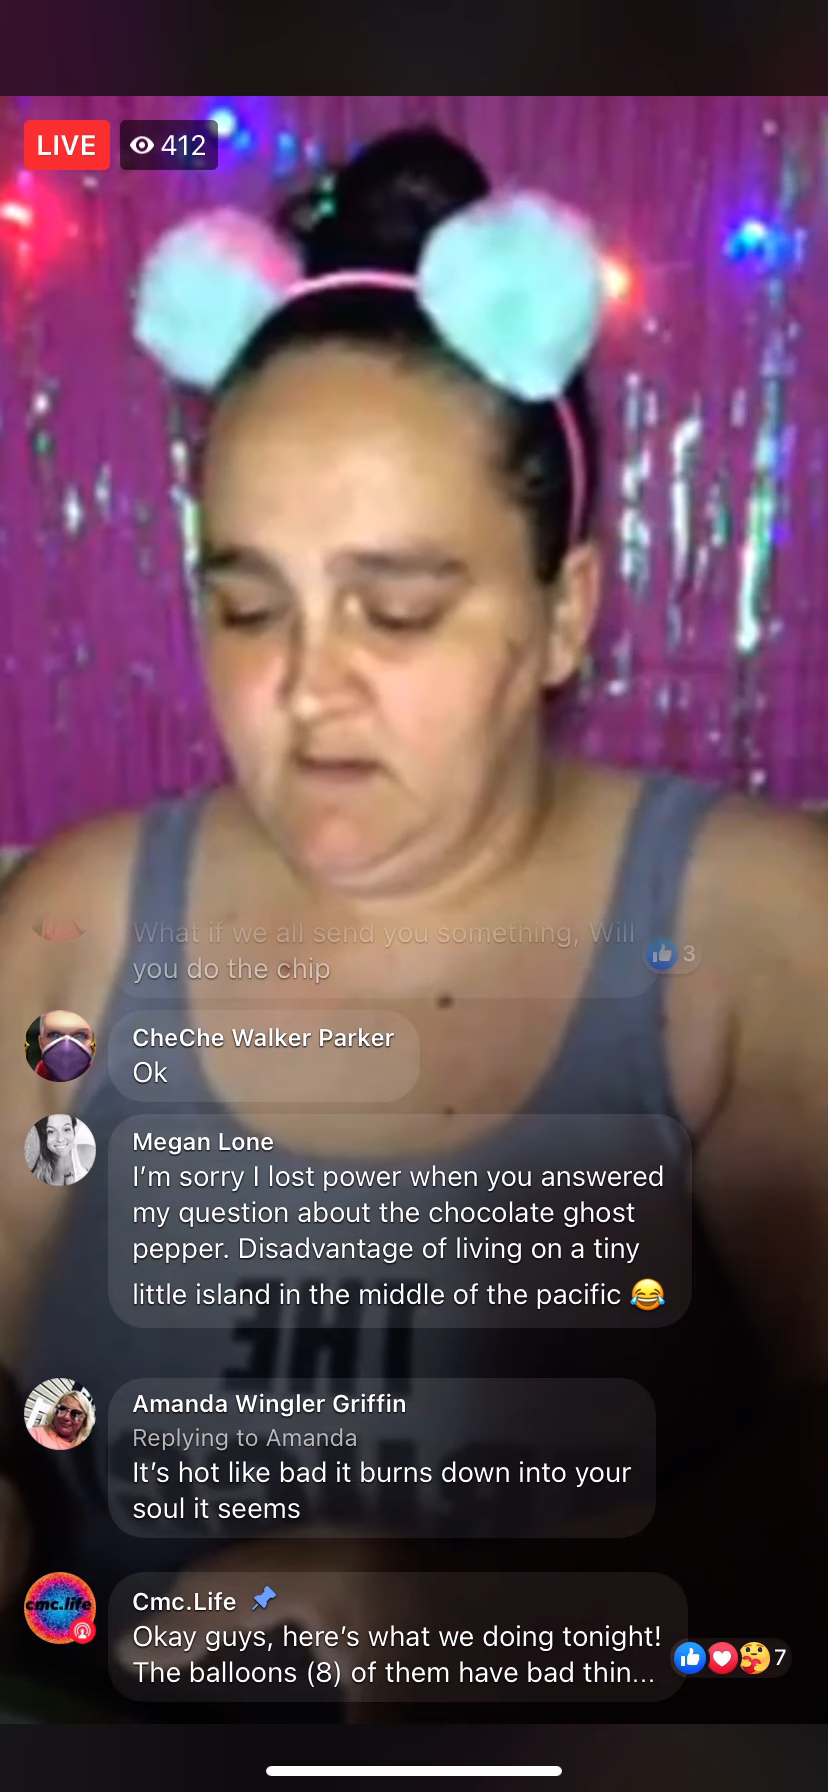 LIVE
412
What if we all send you something, Will
you do the chip
3
CheChe Walker Parker
Ok
Megan Lone
I'm sorry I lost power when you answered
my question about the chocolate ghost
pepper. Disadvantage of living on a tiny
little island in the middle of the pacific 😂
THE
Amanda Wingler Griffin
Replying to Amanda
It's hot like bad it burns down into your
soul it seems
cmc.life
Cmc.Life
Okay guys, here's what we doing tonight!
The balloons (8) of them have bad thin...
7